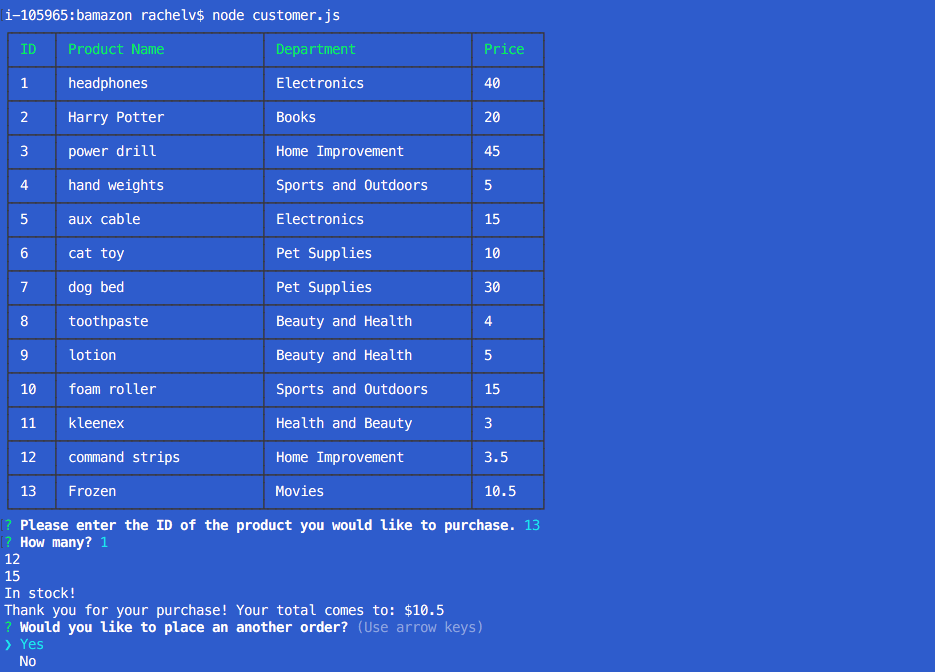 i-105965:bamazon rachelv$ node customer.js
ID Product Name Department Price
1 headphones Electronics 40
2 Harry Potter Books 20
3 power drill Home Improvement 45
4 hand weights Sports and Outdoors 5
5 aux cable Electronics 15
6 cat toy Pet Supplies 10
7 dog bed Pet Supplies 30
8 toothpaste Beauty and Health 4
9 lotion Beauty and Health 5
10 foam roller Sports and Outdoors 15
11 kleenex Health and Beauty 3
12 command strips Home Improvement 3.5
13 Frozen Movies 10.5
? Please enter the ID of the product you would like to purchase. 13
? How many? 1
12
15
In stock!
Thank you for your purchase! Your total comes to: $10.5
? Would you like to place an another order? (Use arrow keys)
❯ Yes
No